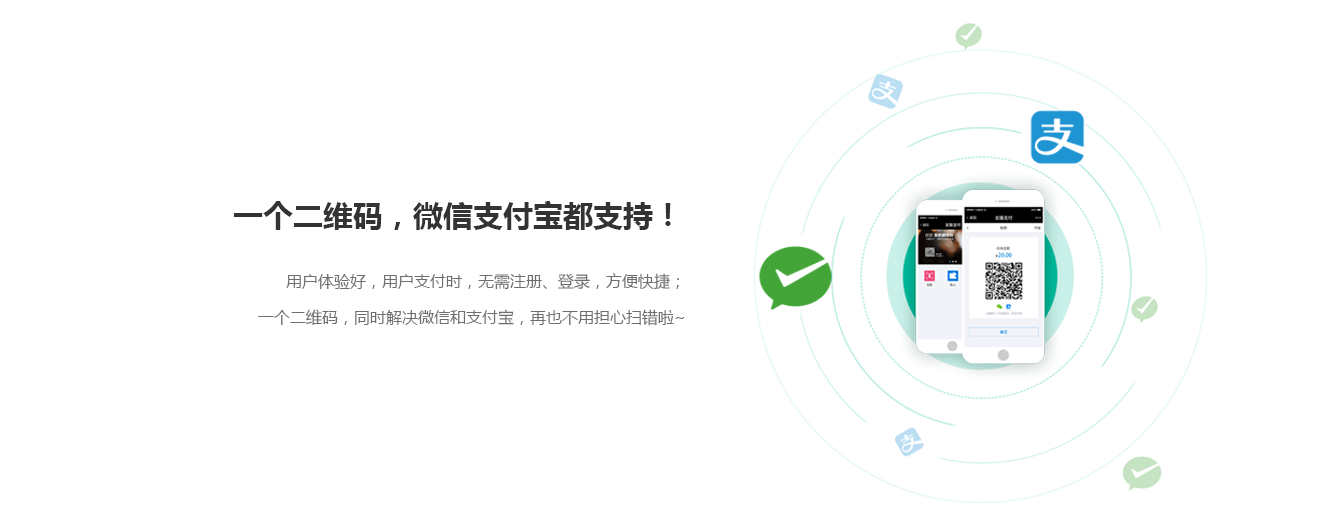 一个二维码，微信支付宝都支持！
用户体验好，用户支付时，无需注册、登录，方便快捷；
一个二维码，同时解决微信和支付宝，再也不用担心扫错啦~
支
支
支
¥20.00